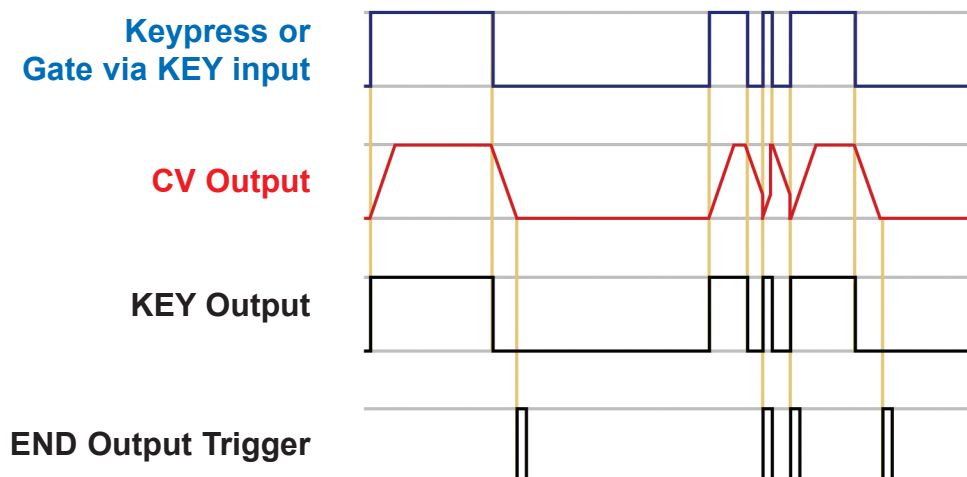 Keypress or
Gate via KEY input
CV Output
KEY Output
END Output Trigger